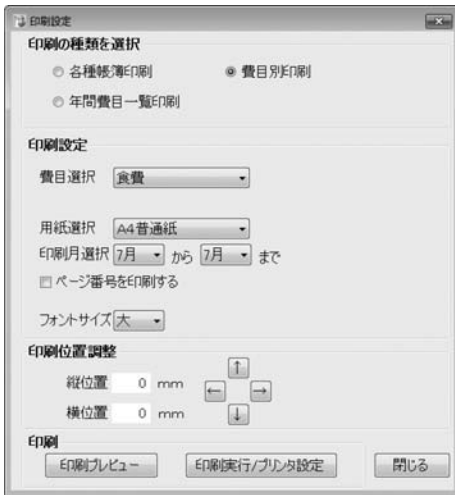 印刷設定
印刷の種類を選択
各種帳簿印刷 費目別印刷
年間費目一覧印刷
印刷設定
費目選択 食費
用紙選択 A4普通紙
印刷月選択 7月 から 7月 まで
ページ番号を印刷する
フォントサイズ 大
印刷位置調整
↑
縦位置 0 mm ← →
横位置 0 mm ↓
印刷
印刷プレビュー 印刷実行/プリンタ設定 閉じる